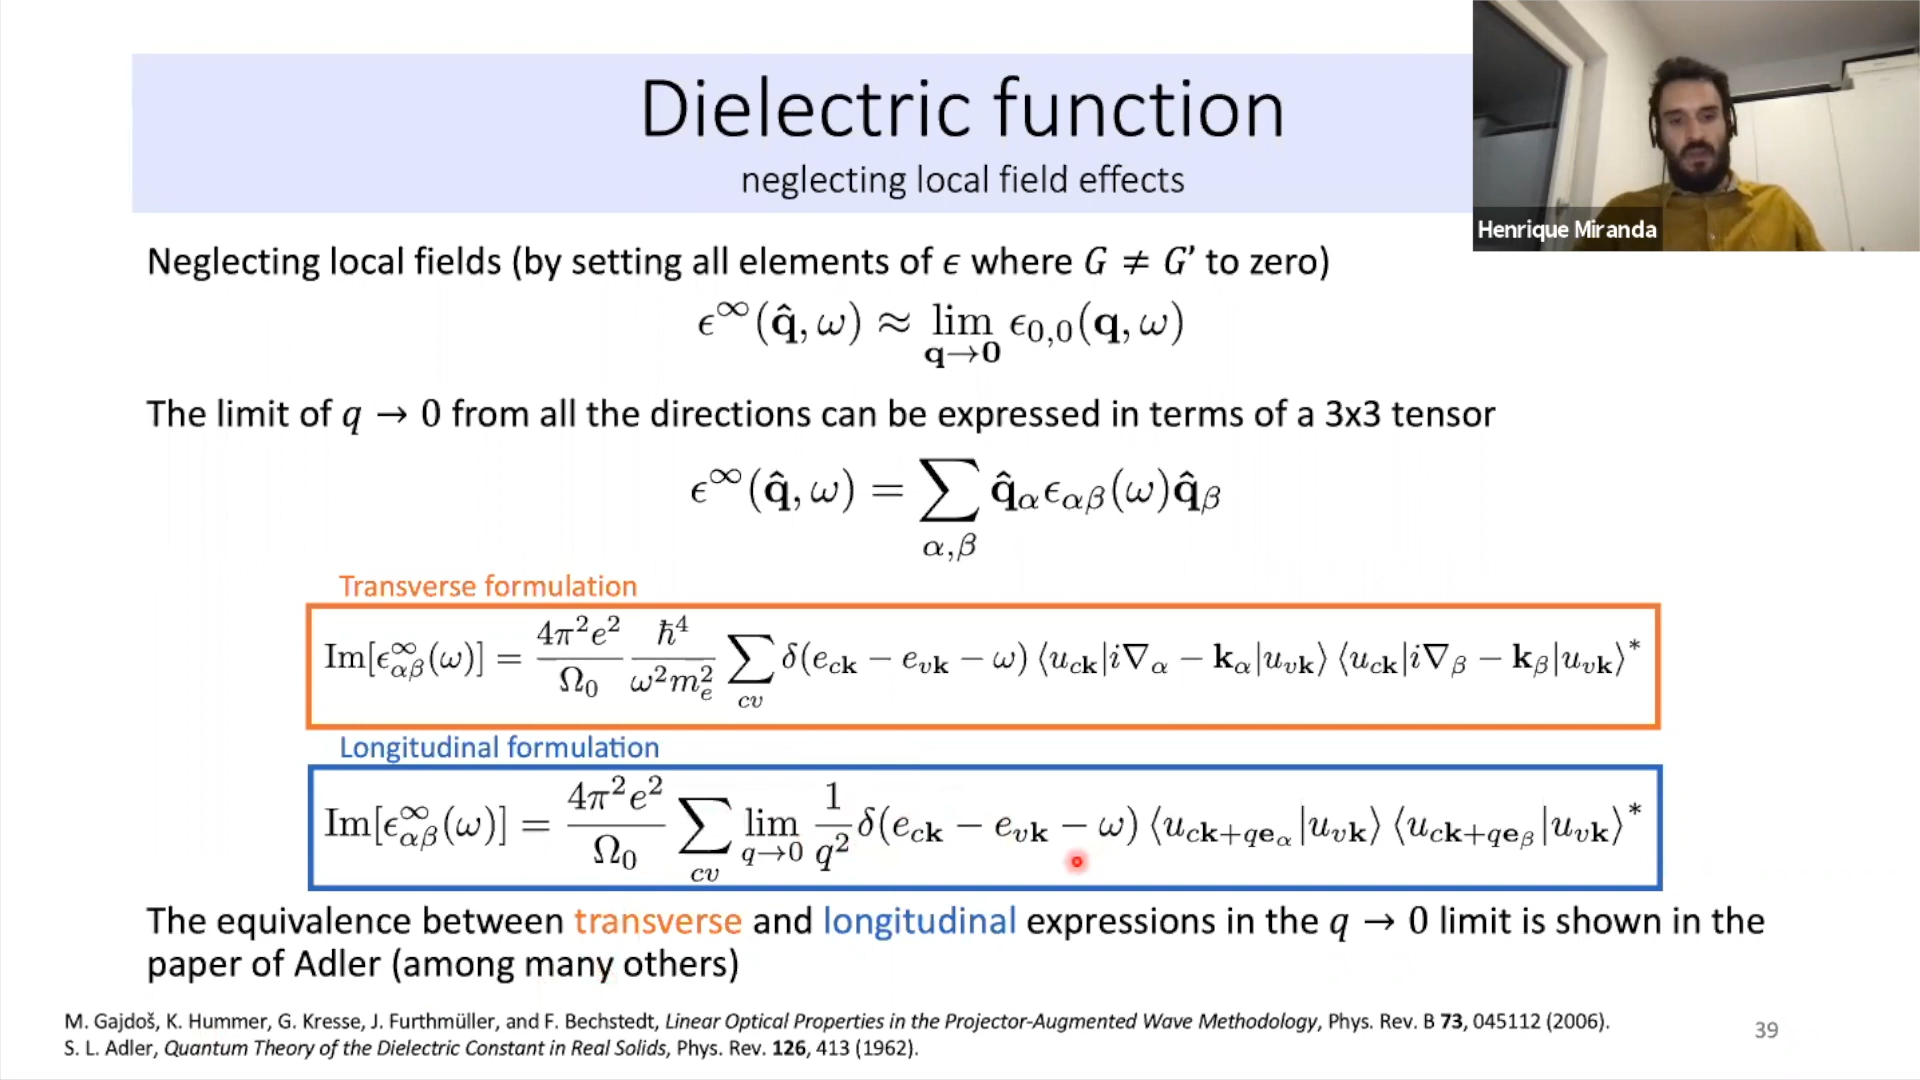 Dielectric function
neglecting local field effects
Henrique Miranda
Neglecting local fields (by setting all elements of ϵ where G ≠ G’ to zero)
ϵ^∞(q̂, ω) ≈ lim_{q→0} ϵ_{0,0}(q, ω)
The limit of q → 0 from all the directions can be expressed in terms of a 3x3 tensor
ϵ^∞(q̂, ω) = ∑_{α,β} q̂_α ϵ_{αβ}(ω) q̂_β
Transverse formulation
Im[ϵ^∞_{αβ}(ω)] = \frac{4π²e²}{Ω₀} \frac{ℏ⁴}{ω²m_e²} ∑_{cv} δ(e_{ck} − e_{vk} − ω) ⟨u_{ck}|i∇_α − k_α|u_{vk}⟩ ⟨u_{ck}|i∇_β − k_β|u_{vk}⟩*
Longitudinal formulation
Im[ϵ^∞_{αβ}(ω)] = \frac{4π²e²}{Ω₀} ∑_{cv} lim_{q→0} \frac{1}{q²} δ(e_{ck} − e_{vk} − ω) ⟨u_{ck+qe_α}|u_{vk}⟩ ⟨u_{ck+qe_β}|u_{vk}⟩*
The equivalence between transverse and longitudinal expressions in the q → 0 limit is shown in the
paper of Adler (among many others)
M. Gajdoš, K. Hummer, G. Kresse, J. Furthmüller, and F. Bechstedt, Linear Optical Properties in the Projector-Augmented Wave Methodology, Phys. Rev. B 73, 045112 (2006).
S. L. Adler, Quantum Theory of the Dielectric Constant in Real Solids, Phys. Rev. 126, 413 (1962).
39